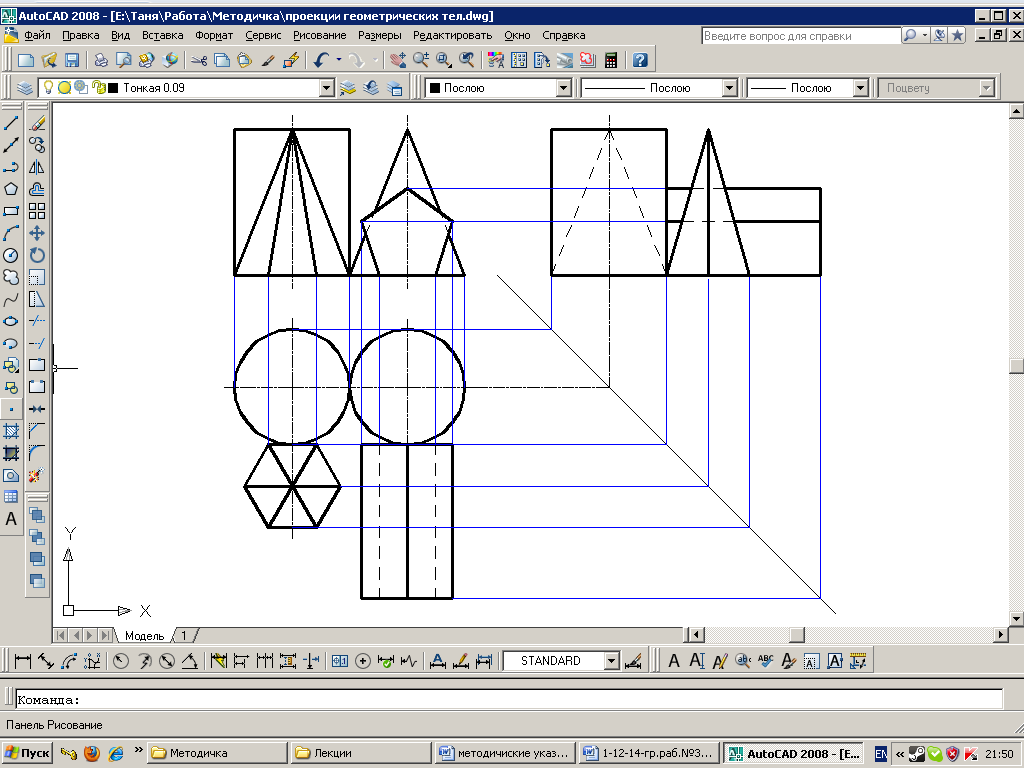 AutoCAD 2008 - [E:\Таня\Работа\Методичка\проекции геометрических тел.dwg]
Файл Правка Вид Вставка Формат Сервис Рисование Размеры Редактировать Окно Справка Введите вопрос для справки
Тонкая 0.09 Послою Послою Послою Поцвету
A
Y
X
Модель 1
STANDARD
Команда:
Панель Рисование
Пуск Методичка Лекции методичиские указ... 1-12-14-гр.раб.№3... AutoCAD 2008 - [E... EN 21:50